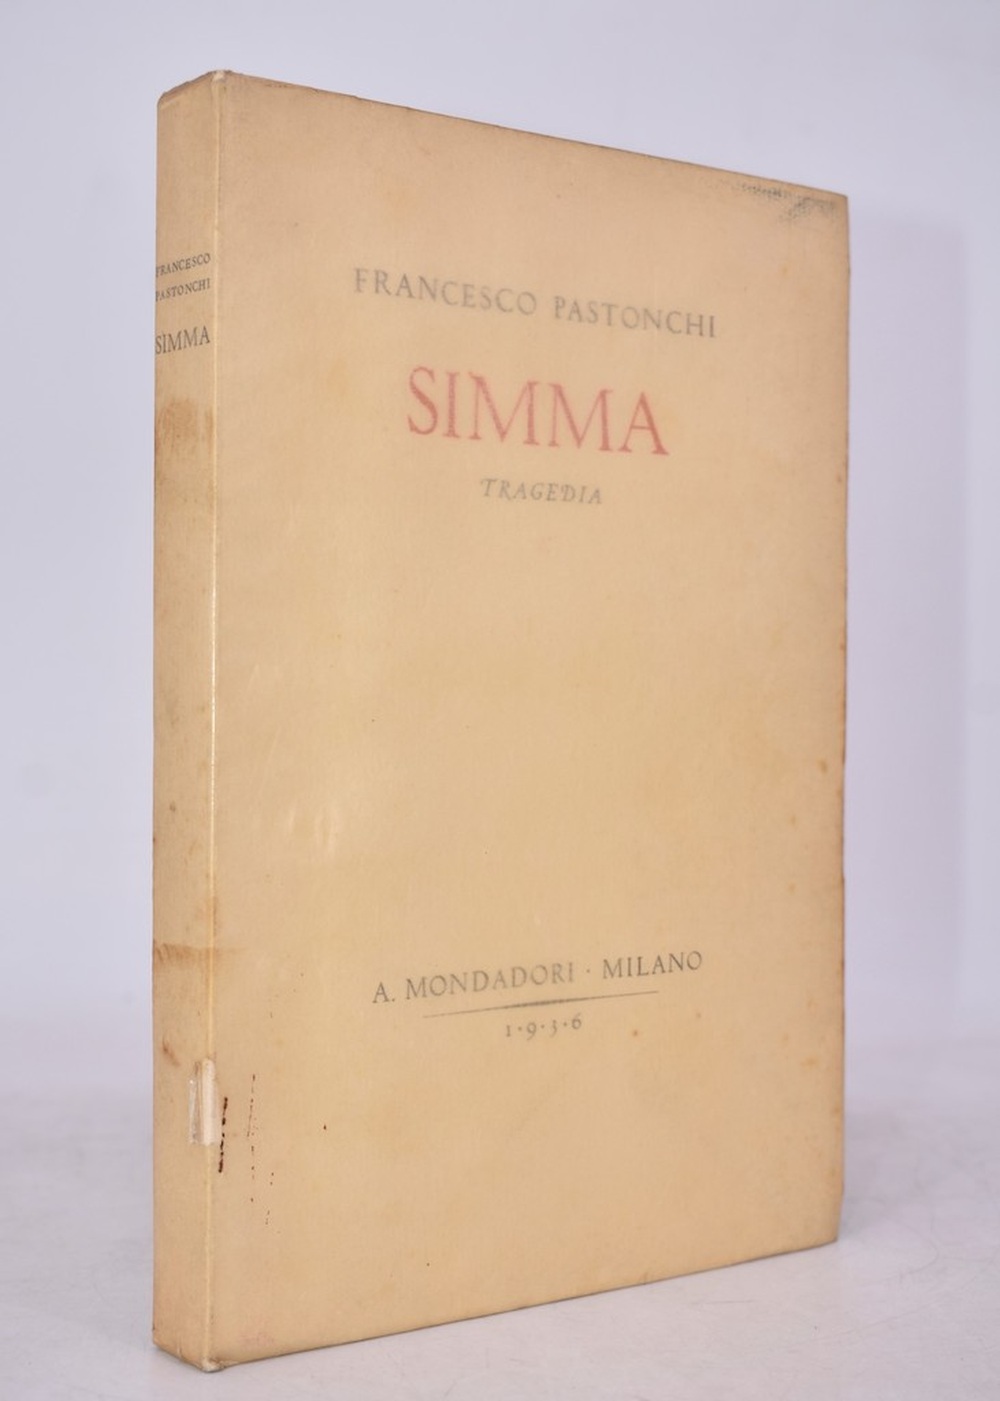 FRANCESCO
PASTONCHI
SIMMA
FRANCESCO PASTONCHI
SIMMA
TRAGEDIA
A. MONDADORI · MILANO
1·9·3·6